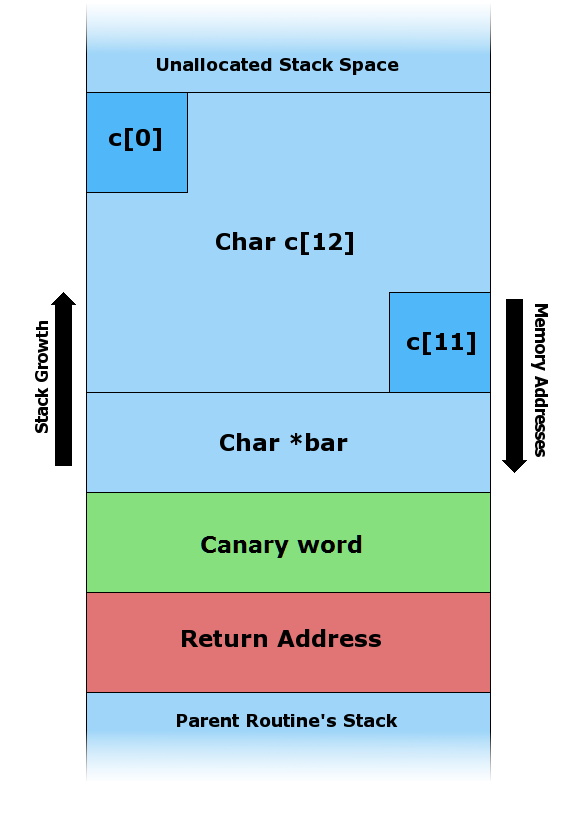 Unallocated Stack Space
c[0]
Char c[12]
c[11]
Stack Growth
Memory Addresses
Char *bar
Canary word
Return Address
Parent Routine's Stack